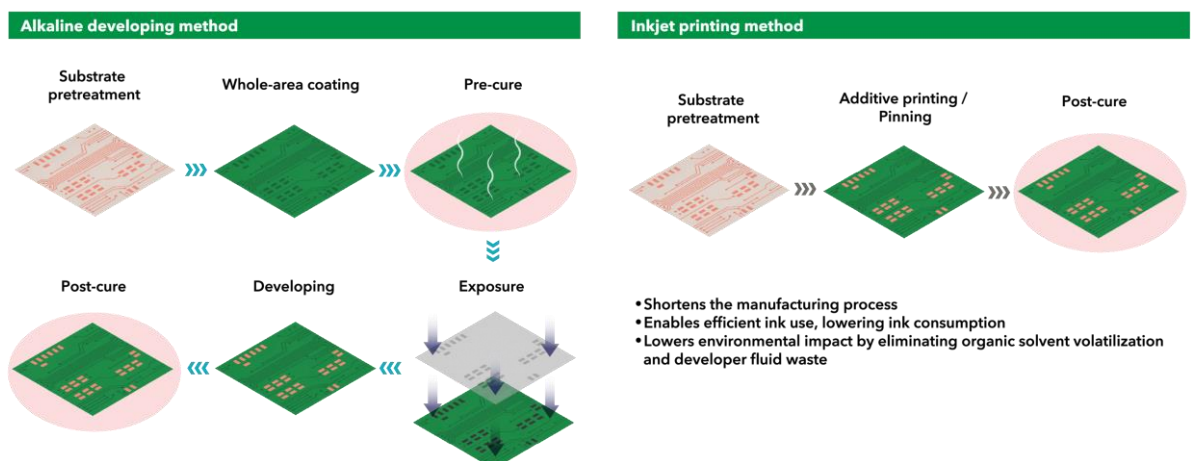 Alkaline developing method
Substrate
pretreatment
Whole-area coating
Pre-cure
Exposure
Developing
Post-cure
Inkjet printing method
Substrate
pretreatment
Additive printing /
Pinning
Post-cure
•Shortens the manufacturing process
•Enables efficient ink use, lowering ink consumption
•Lowers environmental impact by eliminating organic solvent volatilization
and developer fluid waste